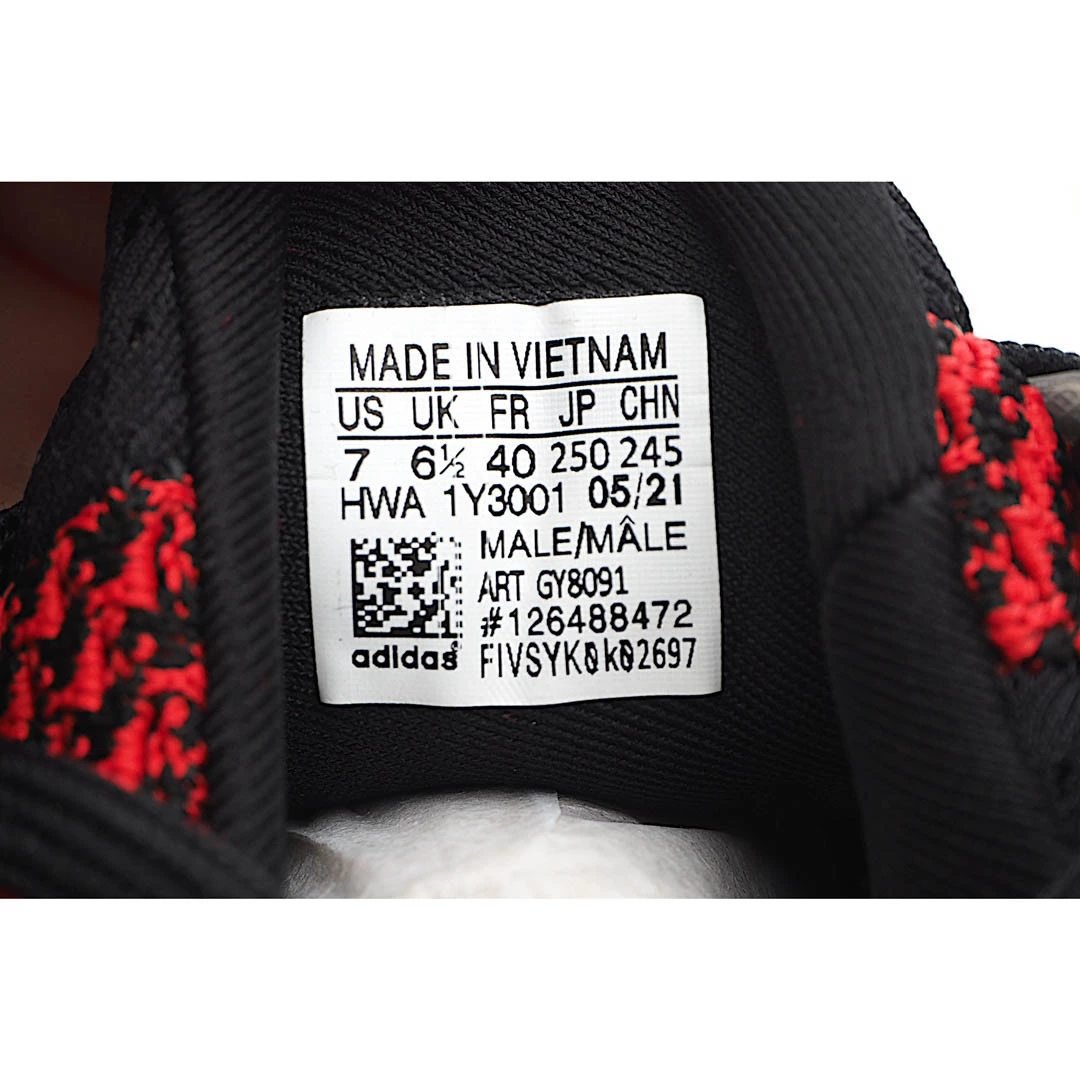 MADE IN VIETNAM
US UK FR JP CHN
7 6½ 40 250 245
HWA 1Y3001 05/21
MALE/MÂLE
ART GY8091
#126488472
adidas FIVSYK0k02697